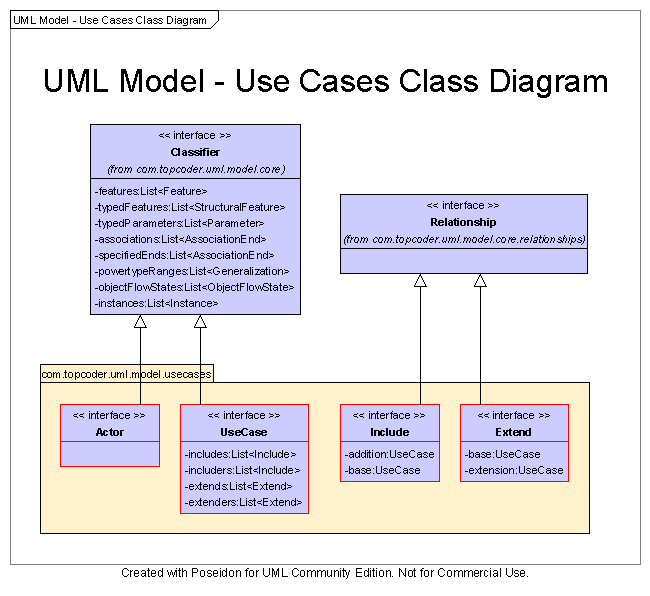 UML Model - Use Cases Class Diagram
UML Model - Use Cases Class Diagram
<< interface >>
Classifier
(from com.topcoder.uml.model.core)
-features:List<Feature>
-typedFeatures:List<StructuralFeature>
-typedParameters:List<Parameter>
-associations:List<AssociationEnd>
-specifiedEnds:List<AssociationEnd>
-powertypeRanges:List<Generalization>
-objectFlowStates:List<ObjectFlowState>
-instances:List<Instance>
<< interface >>
Relationship
(from com.topcoder.uml.model.core.relationships)
com.topcoder.uml.model.usecases
<< interface >>
Actor
<< interface >>
UseCase
-includes:List<Include>
-includers:List<Include>
-extends:List<Extend>
-extenders:List<Extend>
<< interface >>
Include
-addition:UseCase
-base:UseCase
<< interface >>
Extend
-base:UseCase
-extension:UseCase
Created with Poseidon for UML Community Edition. Not for Commercial Use.